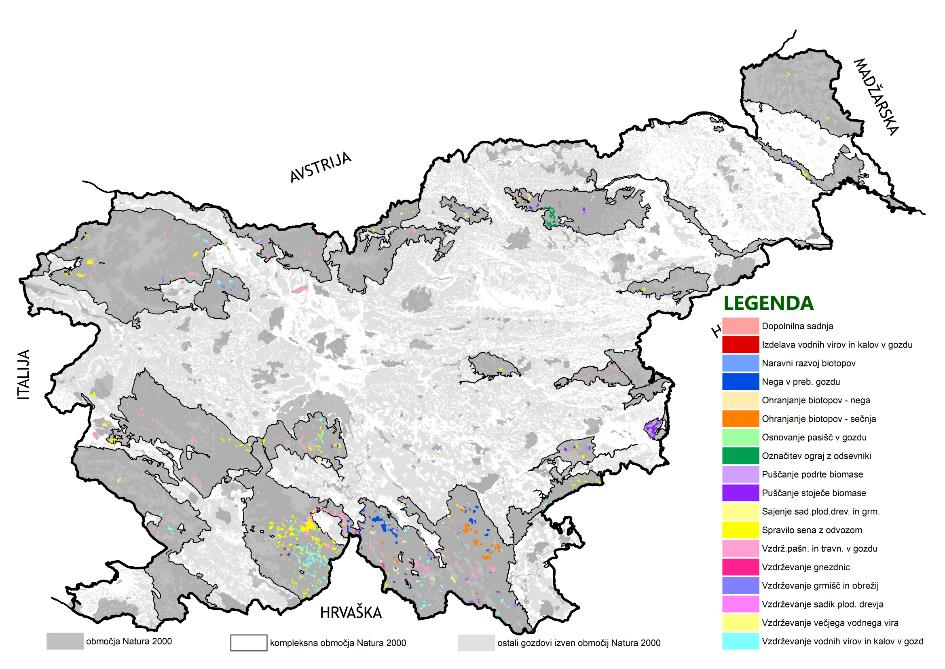 MADŽARSKA
AVSTRIJA
ITALIJA
HRVAŠKA
LEGENDA
Dopolnilna sadnja
Izdelava vodnih virov in kalov v gozdu
Naravni razvoj biotopov
Nega v preb. gozdu
Ohranjanje biotopov - nega
Ohranjanje biotopov - sečnja
Osnovanje pasišč v gozdu
Označitev ograj z odsevniki
Puščanje podrte biomase
Puščanje stoječe biomase
Sajenje sad.plod.drev. in grm.
Spravilo sena z odvozom
Vzdrž.pašn. in travn. v gozdu
Vzdrževanje gnezdnic
Vzdrževanje grmišč in obrežij
Vzdrževanje sadik plod. drevja
Vzdrževanje večjega vodnega vira
Vzdrževanje vodnih virov in kalov v gozd
območja Natura 2000
kompleksna območja Natura 2000
ostali gozdovi izven območij Natura 2000